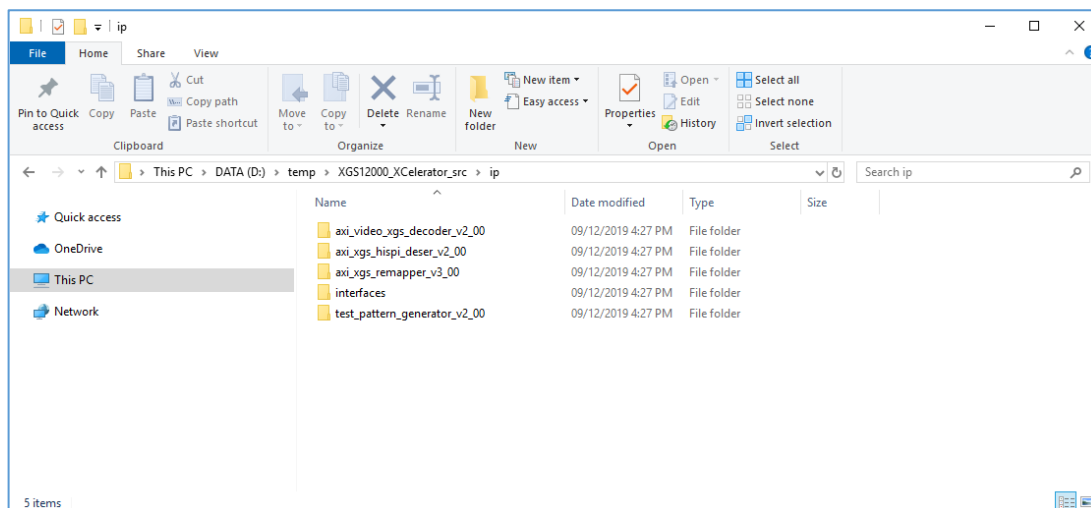 ip
File Home Share View
Pin to Quick access
Copy
Paste
Cut
Copy path
Paste shortcut
Clipboard
Move to
Copy to
Delete
Rename
Organize
New folder
New item
Easy access
New
Properties
Open
Edit
History
Open
Select all
Select none
Invert selection
Select
This PC > DATA (D:) > temp > XGS12000_XCelerator_src > ip
Search ip
Quick access
OneDrive
This PC
Network
Name Date modified Type Size
axi_video_xgs_decoder_v2_00 09/12/2019 4:27 PM File folder
axi_xgs_hispi_deser_v2_00 09/12/2019 4:27 PM File folder
axi_xgs_remapper_v3_00 09/12/2019 4:27 PM File folder
interfaces 09/12/2019 4:27 PM File folder
test_pattern_generator_v2_00 09/12/2019 4:27 PM File folder
5 items